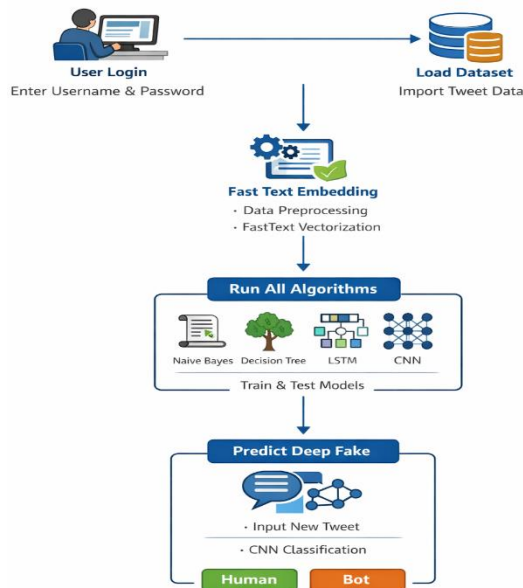 User Login
Enter Username & Password
Load Dataset
Import Tweet Data
Fast Text Embedding
· Data Preprocessing
· FastText Vectorization
Run All Algorithms
Naive Bayes
Decision Tree
LSTM
CNN
Train & Test Models
Predict Deep Fake
· Input New Tweet
· CNN Classification
Human
Bot